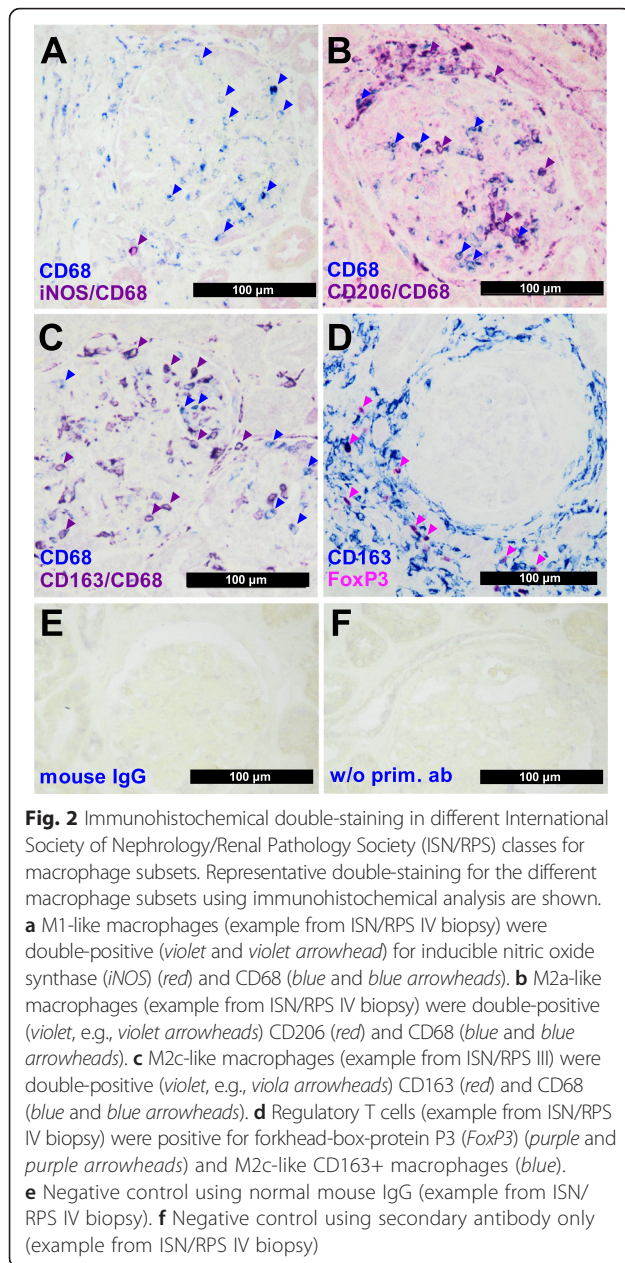 A
B
CD68
iNOS/CD68
100 µm
CD68
CD206/CD68
100 µm
C
D
CD68
CD163/CD68
100 µm
CD163
FoxP3
100 µm
E
F
mouse IgG
100 µm
w/o prim. ab
100 µm
Fig. 2 Immunohistochemical double-staining in different International
Society of Nephrology/Renal Pathology Society (ISN/RPS) classes for
macrophage subsets. Representative double-staining for the different
macrophage subsets using immunohistochemical analysis are shown.
a M1-like macrophages (example from ISN/RPS IV biopsy) were
double-positive (violet and violet arrowhead) for inducible nitric oxide
synthase (iNOS) (red) and CD68 (blue and blue arrowheads). b M2a-like
macrophages (example from ISN/RPS IV biopsy) were double-positive
(violet, e.g., violet arrowheads) CD206 (red) and CD68 (blue and blue
arrowheads). c M2c-like macrophages (example from ISN/RPS III) were
double-positive (violet, e.g., viola arrowheads) CD163 (red) and CD68
(blue and blue arrowheads). d Regulatory T cells (example from ISN/RPS
IV biopsy) were positive for forkhead-box-protein P3 (FoxP3) (purple and
purple arrowheads) and M2c-like CD163+ macrophages (blue).
e Negative control using normal mouse IgG (example from ISN/
RPS IV biopsy). f Negative control using secondary antibody only
(example from ISN/RPS IV biopsy)